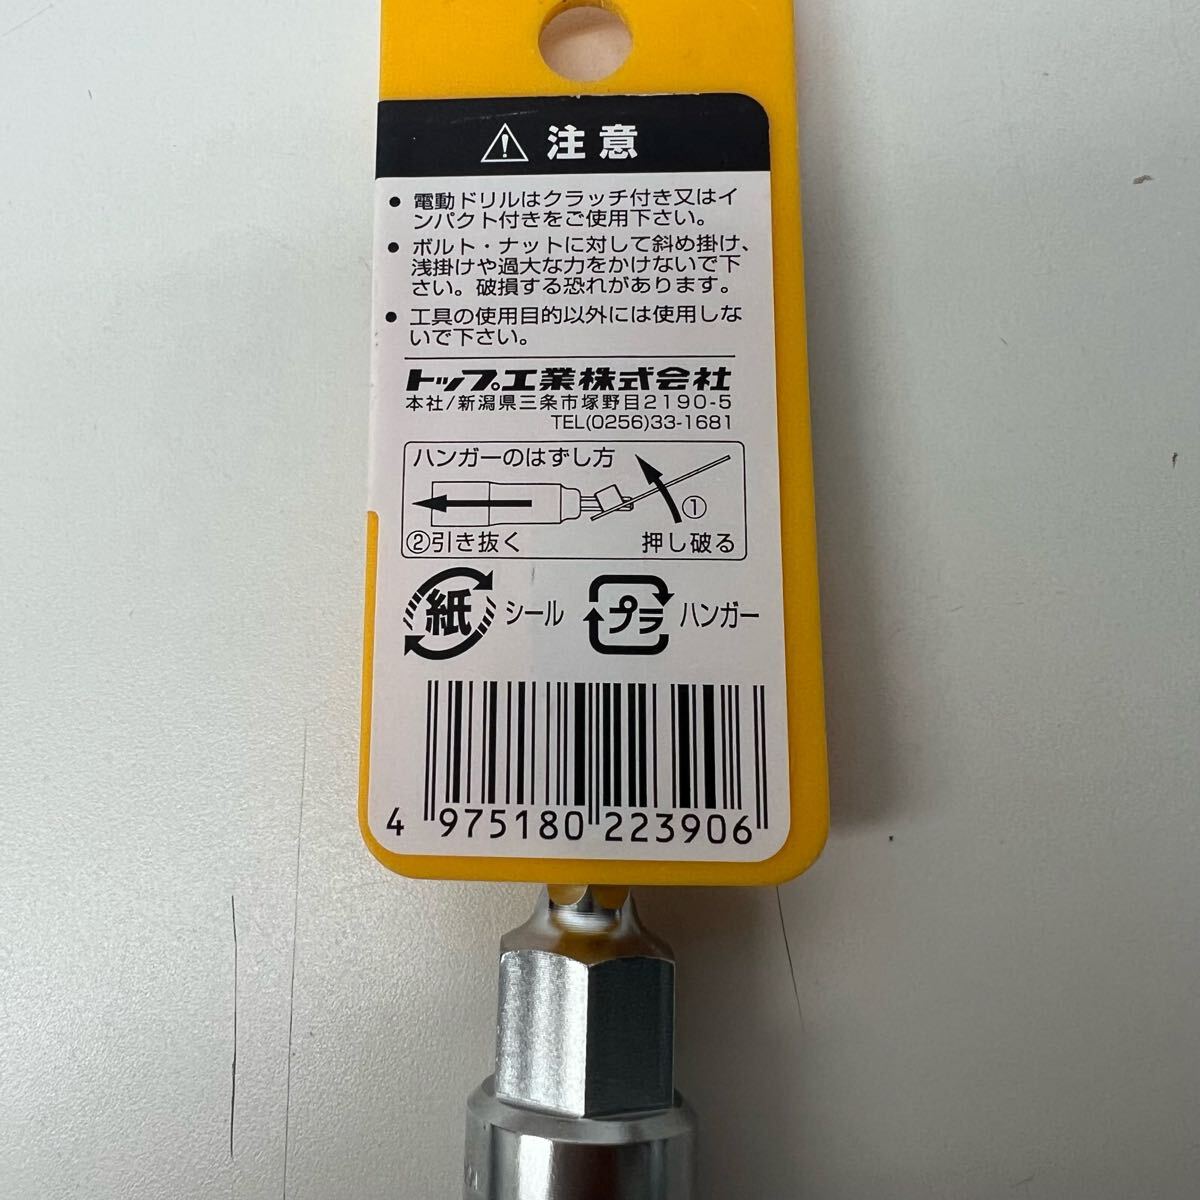 注意
● 電動ドリルはクラッチ付き又はイ
ンパクト付きをご使用下さい。
● ボルト・ナットに対して斜め掛け、
浅掛けや過大な力をかけないで下
さい。破損する恐れがあります。
● 工具の使用目的以外には使用しな
いで下さい。
トップ工業株式会社
本社/新潟県三条市塚野目2190-5
TEL(0256)33-1681
ハンガーのはずし方
①
②引き抜く 押し破る
紙 シール プラ ハンガー
4 975180 223906